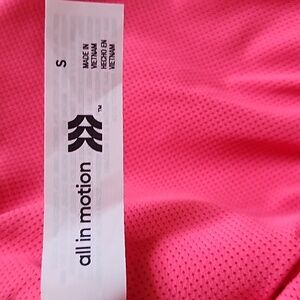 all in motion
™
MADE IN
VIETNAM
HECHO EN
VIETNAM
S